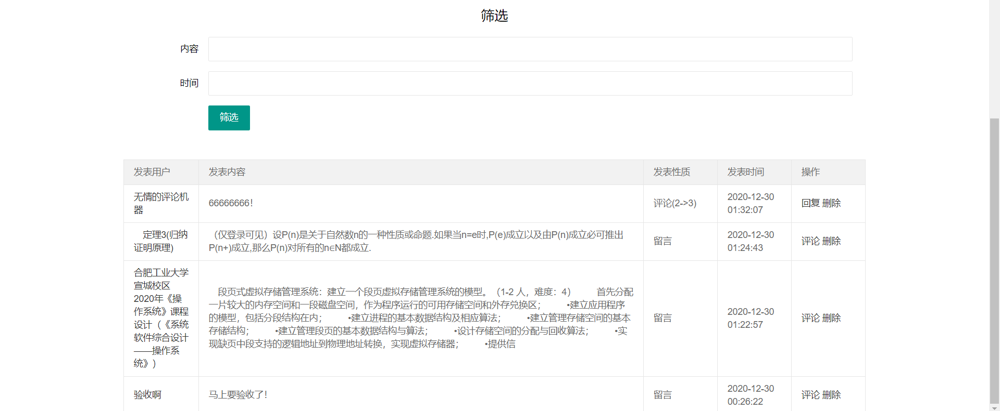 筛选
内容
时间
筛选
发表用户 发表内容 发表性质 发表时间 操作
无情的评论机
器
66666666！
评论(2->3)
2020-12-30
01:32:07
回复 删除
定理3(归纳
证明原理)
（仅登录可见）设P(n)是关于自然数n的一种性质或命题.如果当n=e时,P(e)成立以及由P(n)成立必可推出
P(n+)成立,那么P(n)对所有的n∈N都成立.
留言
2020-12-30
01:24:43
评论 删除
合肥工业大学
宣城校区
2020年《操
作系统》课程
设计（《系统
软件综合设计
——操作系
统》）
段页式虚拟存储管理系统：建立一个段页虚拟存储管理系统的模型。（1-2 人，难度：4） 首先分配
一片较大的内存空间和一段磁盘空间，作为程序运行的可用存储空间和外存兑换区； •建立应用程序
的模型，包括分段结构在内； •建立进程的基本数据结构及相应算法； •建立管理存储空间的基本
存储结构； •建立管理段页的基本数据结构与算法； •设计存储空间的分配与回收算法； •实
现缺页中段支持的逻辑地址到物理地址转换，实现虚拟存储器； •提供信
留言
2020-12-30
01:22:57
评论 删除
验收啊
马上要验收了！
留言
2020-12-30
00:26:22
评论 删除